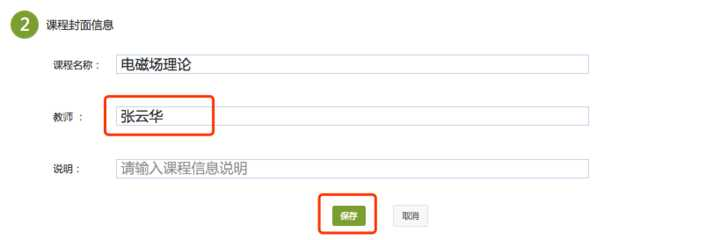 2 课程封面信息
课程名称： 电磁场理论
教师 ： 张云华
说明： 请输入课程信息说明
保存 取消